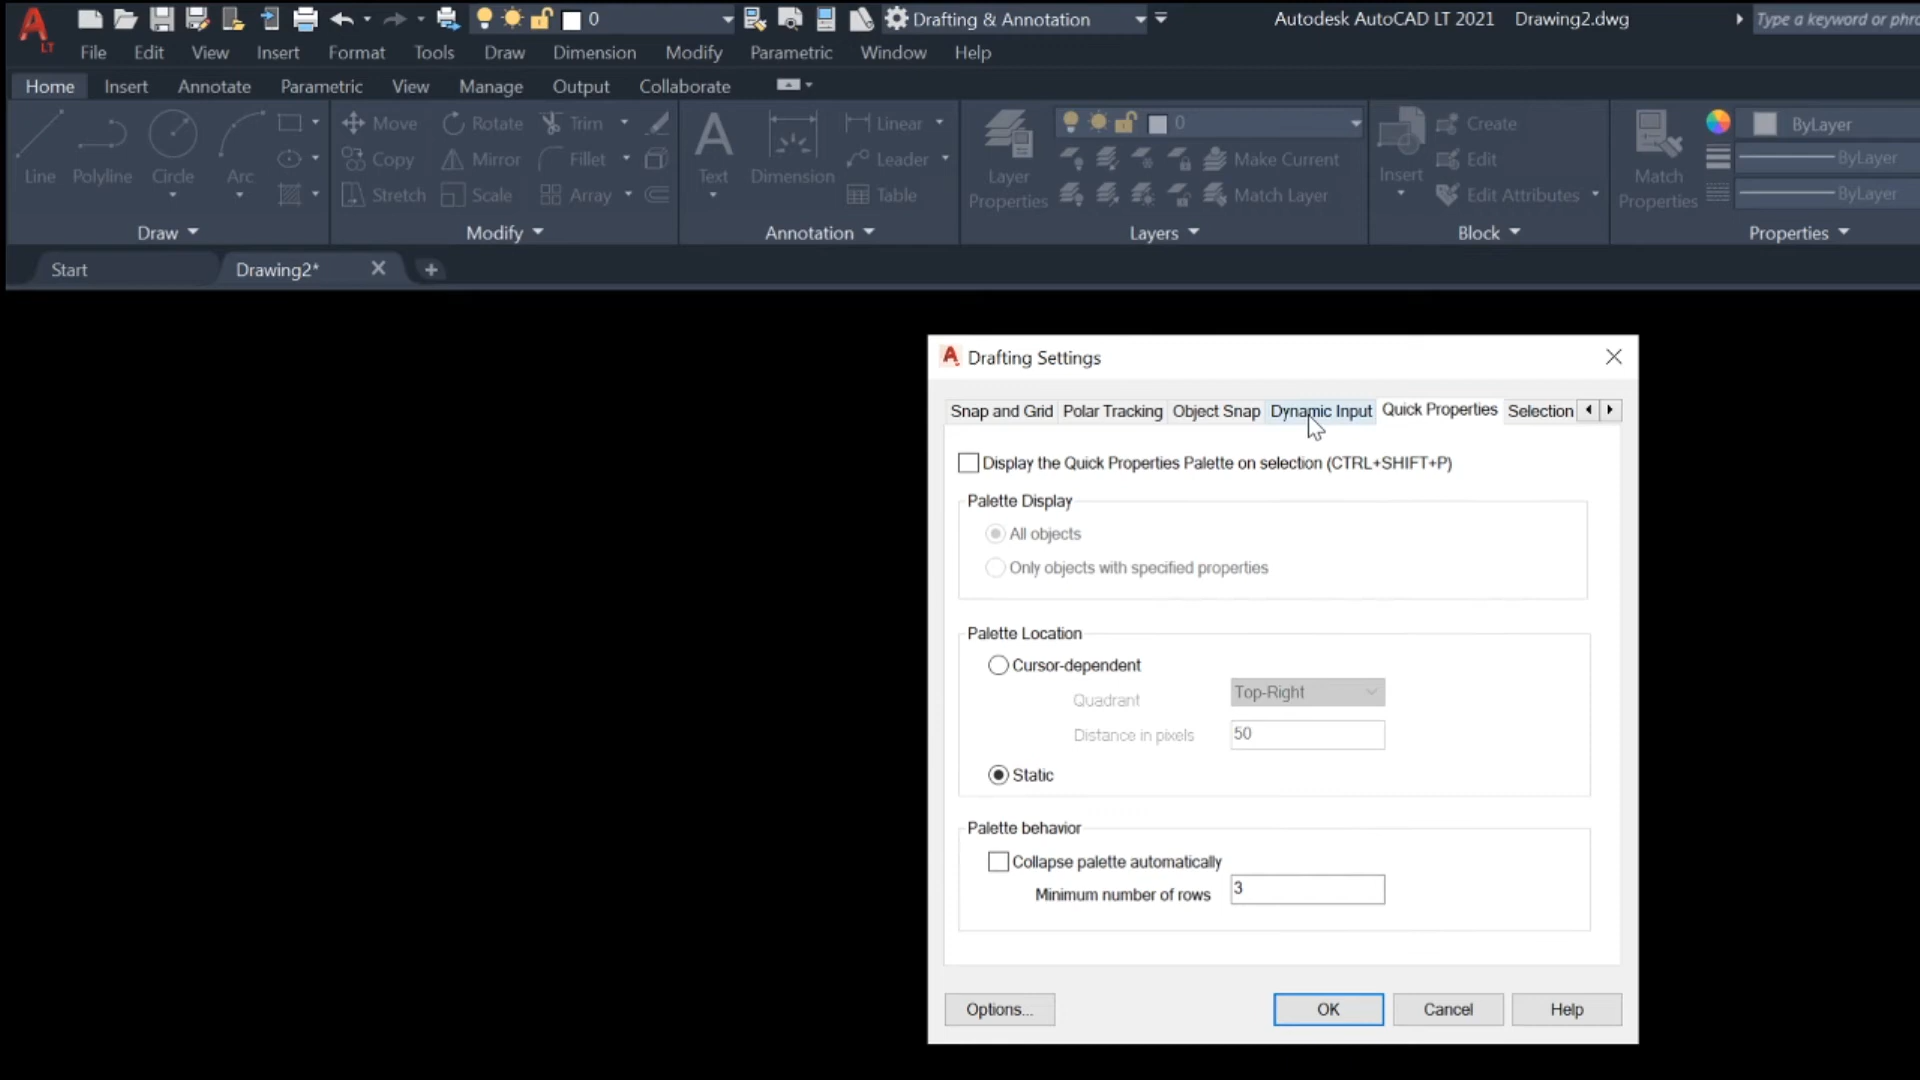 0
Drafting & Annotation
Autodesk AutoCAD LT 2021 Drawing2.dwg
Type a keyword or phr
LT
File Edit View Insert Format Tools Draw Dimension Modify Parametric Window Help
Home Insert Annotate Parametric View Manage Output Collaborate
Move Rotate Trim Linear 0 Create ByLayer
Copy Mirror Fillet Leader Make Current Edit ByLayer
Line Polyline Circle Arc Text Dimension Layer Insert Match
Stretch Scale Array Table Properties Match Layer Edit Attributes Properties ByLayer
Draw Modify Annotation Layers Block Properties
Start Drawing2*
Drafting Settings
Snap and Grid Polar Tracking Object Snap Dynamic Input Quick Properties Selection
Display the Quick Properties Palette on selection (CTRL+SHIFT+P)
Palette Display
All objects
Only objects with specified properties
Palette Location
Cursor-dependent
Quadrant Top-Right
Distance in pixels 50
Static
Palette behavior
Collapse palette automatically
Minimum number of rows 3
Options... OK Cancel Help